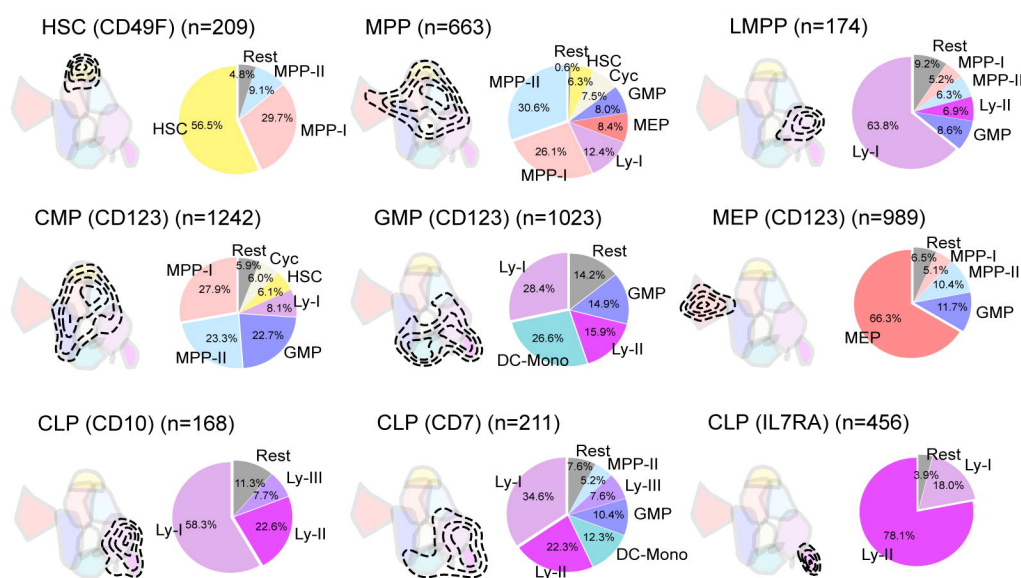 HSC (CD49F) (n=209)
Rest
4.8%
MPP-II
9.1%
29.7%
MPP-I
HSC
56.5%
MPP (n=663)
Rest
0.6%
HSC
6.3%
Cyc
7.5%
GMP
8.0%
MEP
8.4%
12.4%
Ly-I
26.1%
MPP-I
MPP-II
30.6%
LMPP (n=174)
Rest
9.2%
MPP-I
5.2%
MPP-II
6.3%
Ly-II
6.9%
GMP
8.6%
63.8%
Ly-I
CMP (CD123) (n=1242)
Rest
5.9%
Cyc
6.0%
HSC
6.1%
Ly-I
8.1%
22.7%
GMP
23.3%
MPP-II
MPP-I
27.9%
GMP (CD123) (n=1023)
Rest
14.2%
GMP
14.9%
15.9%
Ly-II
26.6%
DC-Mono
Ly-I
28.4%
MEP (CD123) (n=989)
Rest
6.5%
MPP-I
5.1%
MPP-II
10.4%
11.7%
GMP
66.3%
MEP
CLP (CD10) (n=168)
Rest
11.3%
Ly-III
7.7%
22.6%
Ly-II
Ly-I
58.3%
CLP (CD7) (n=211)
Rest
7.6%
MPP-II
5.2%
Ly-III
7.6%
GMP
10.4%
12.3%
DC-Mono
22.3%
Ly-II
Ly-I
34.6%
CLP (IL7RA) (n=456)
Rest
3.9%
Ly-I
18.0%
78.1%
Ly-II